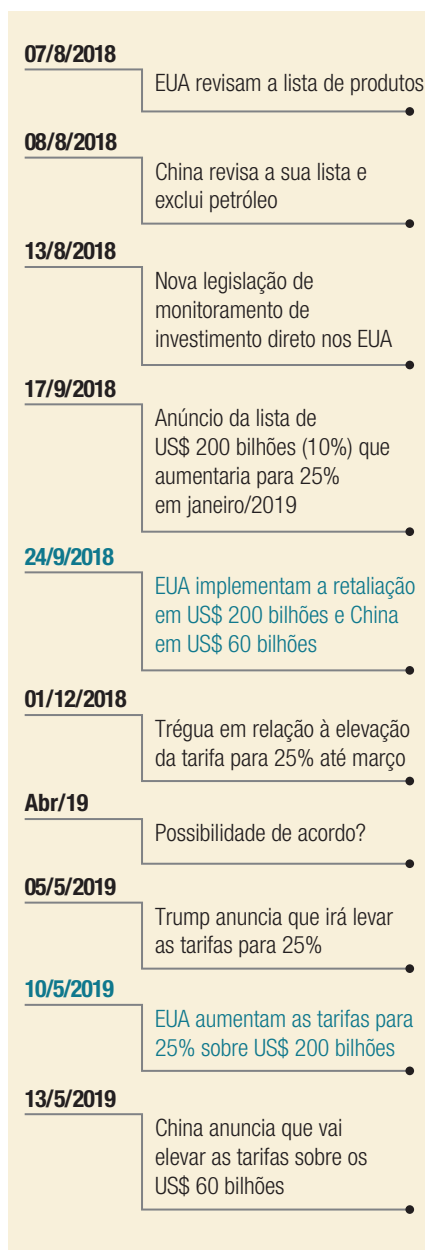 07/8/2018
EUA revisam a lista de produtos
08/8/2018
China revisa a sua lista e
exclui petróleo
13/8/2018
Nova legislação de
monitoramento de
investimento direto nos EUA
17/9/2018
Anúncio da lista de
US$ 200 bilhões (10%) que
aumentaria para 25%
em janeiro/2019
24/9/2018
EUA implementam a retaliação
em US$ 200 bilhões e China
em US$ 60 bilhões
01/12/2018
Trégua em relação à elevação
da tarifa para 25% até março
Abr/19
Possibilidade de acordo?
05/5/2019
Trump anuncia que irá levar
as tarifas para 25%
10/5/2019
EUA aumentam as tarifas para
25% sobre US$ 200 bilhões
13/5/2019
China anuncia que vai
elevar as tarifas sobre os
US$ 60 bilhões